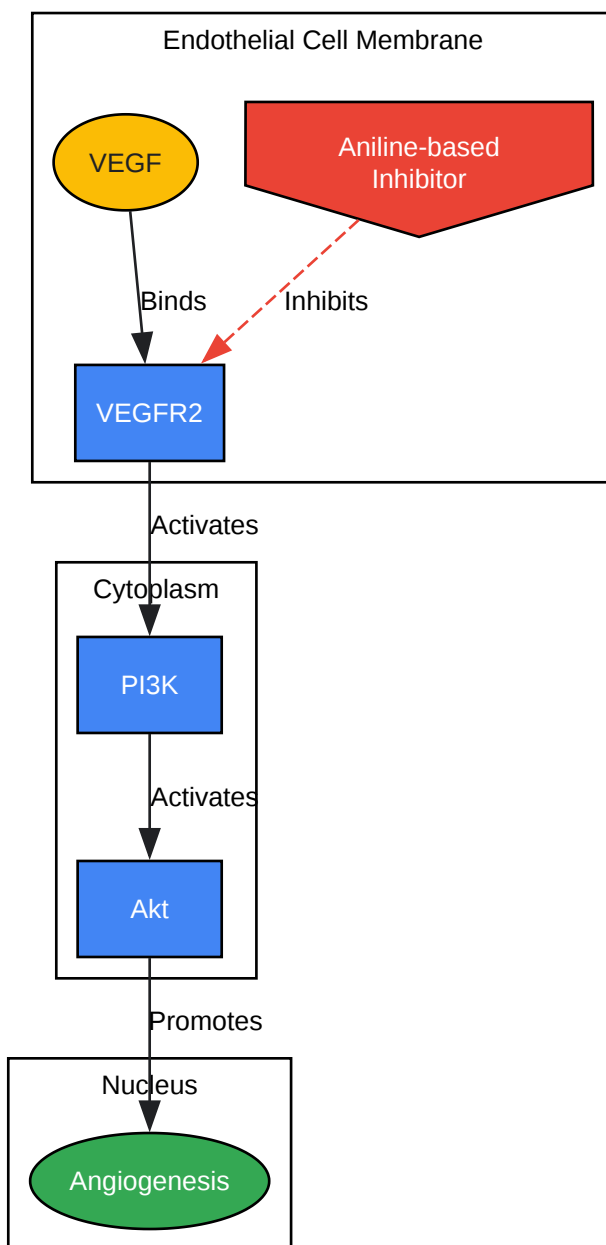 Endothelial Cell Membrane
VEGF
Aniline-based
Inhibitor
Binds
Inhibits
VEGFR2
Activates
Cytoplasm
PI3K
Activates
Akt
Promotes
Nucleus
Angiogenesis